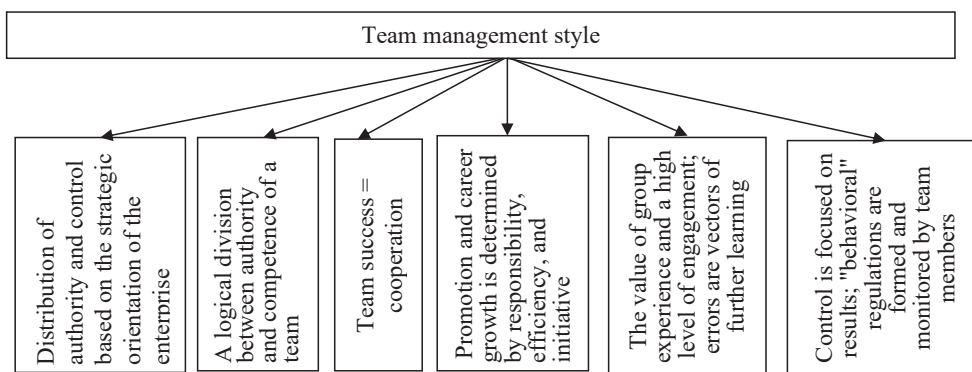 Team management style
Distribution of
authority and control
based on the strategic
orientation of the
enterprise
A logical division
between authority
and competence of a
team
Team success =
cooperation
Promotion and career
growth is determined
by responsibility,
efficiency, and
initiative
The value of group
experience and a high
level of engagement;
errors are vectors of
further learning
Control is focused on
results; "behavioral"
regulations are
formed and
monitored by team
members